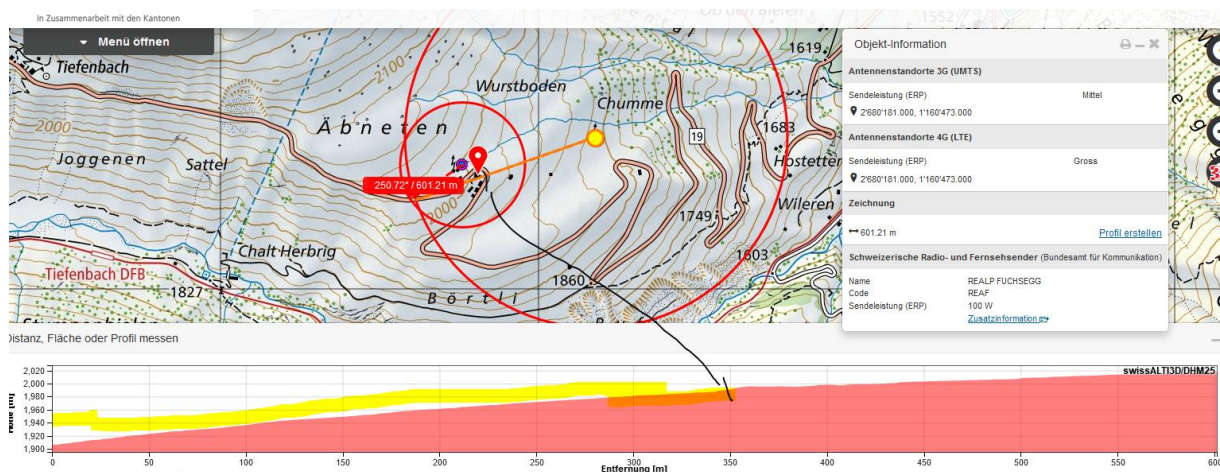 In Zusammenarbeit mit den Kantonen
Menü öffnen
Tiefenbach
2100
Wurstboden
Chumme
1619
1552
2000
Äbneten
Joggenen
Sattel
19
1683
Hostetten
250.72° / 601.21 m
2000
1749
Wileren
Chalt Herbrig
1603
Tiefenbach DFB
1827
Börtli
1860
Objekt-Information
Antennenstandorte 3G (UMTS)
Sendeleistung (ERP) Mittel
2'680'181.000, 1'160'473.000
Antennenstandorte 4G (LTE)
Sendeleistung (ERP) Gross
2'680'181.000, 1'160'473.000
Zeichnung
601.21 m Profil erstellen
Schweizerische Radio- und Fernsehsender (Bundesamt für Kommunikation)
Name REALP FUCHSEGG
Code REAF
Sendeleistung (ERP) 100 W
Zusatzinformation
Distanz, Fläche oder Profil messen
swissALTI3D/DHM25
Höhe [m]
2,020
2,000
1,980
1,960
1,940
1,920
1,900
0 50 100 150 200 250 300 350 400 450 500 550 600
Entfernung [m]